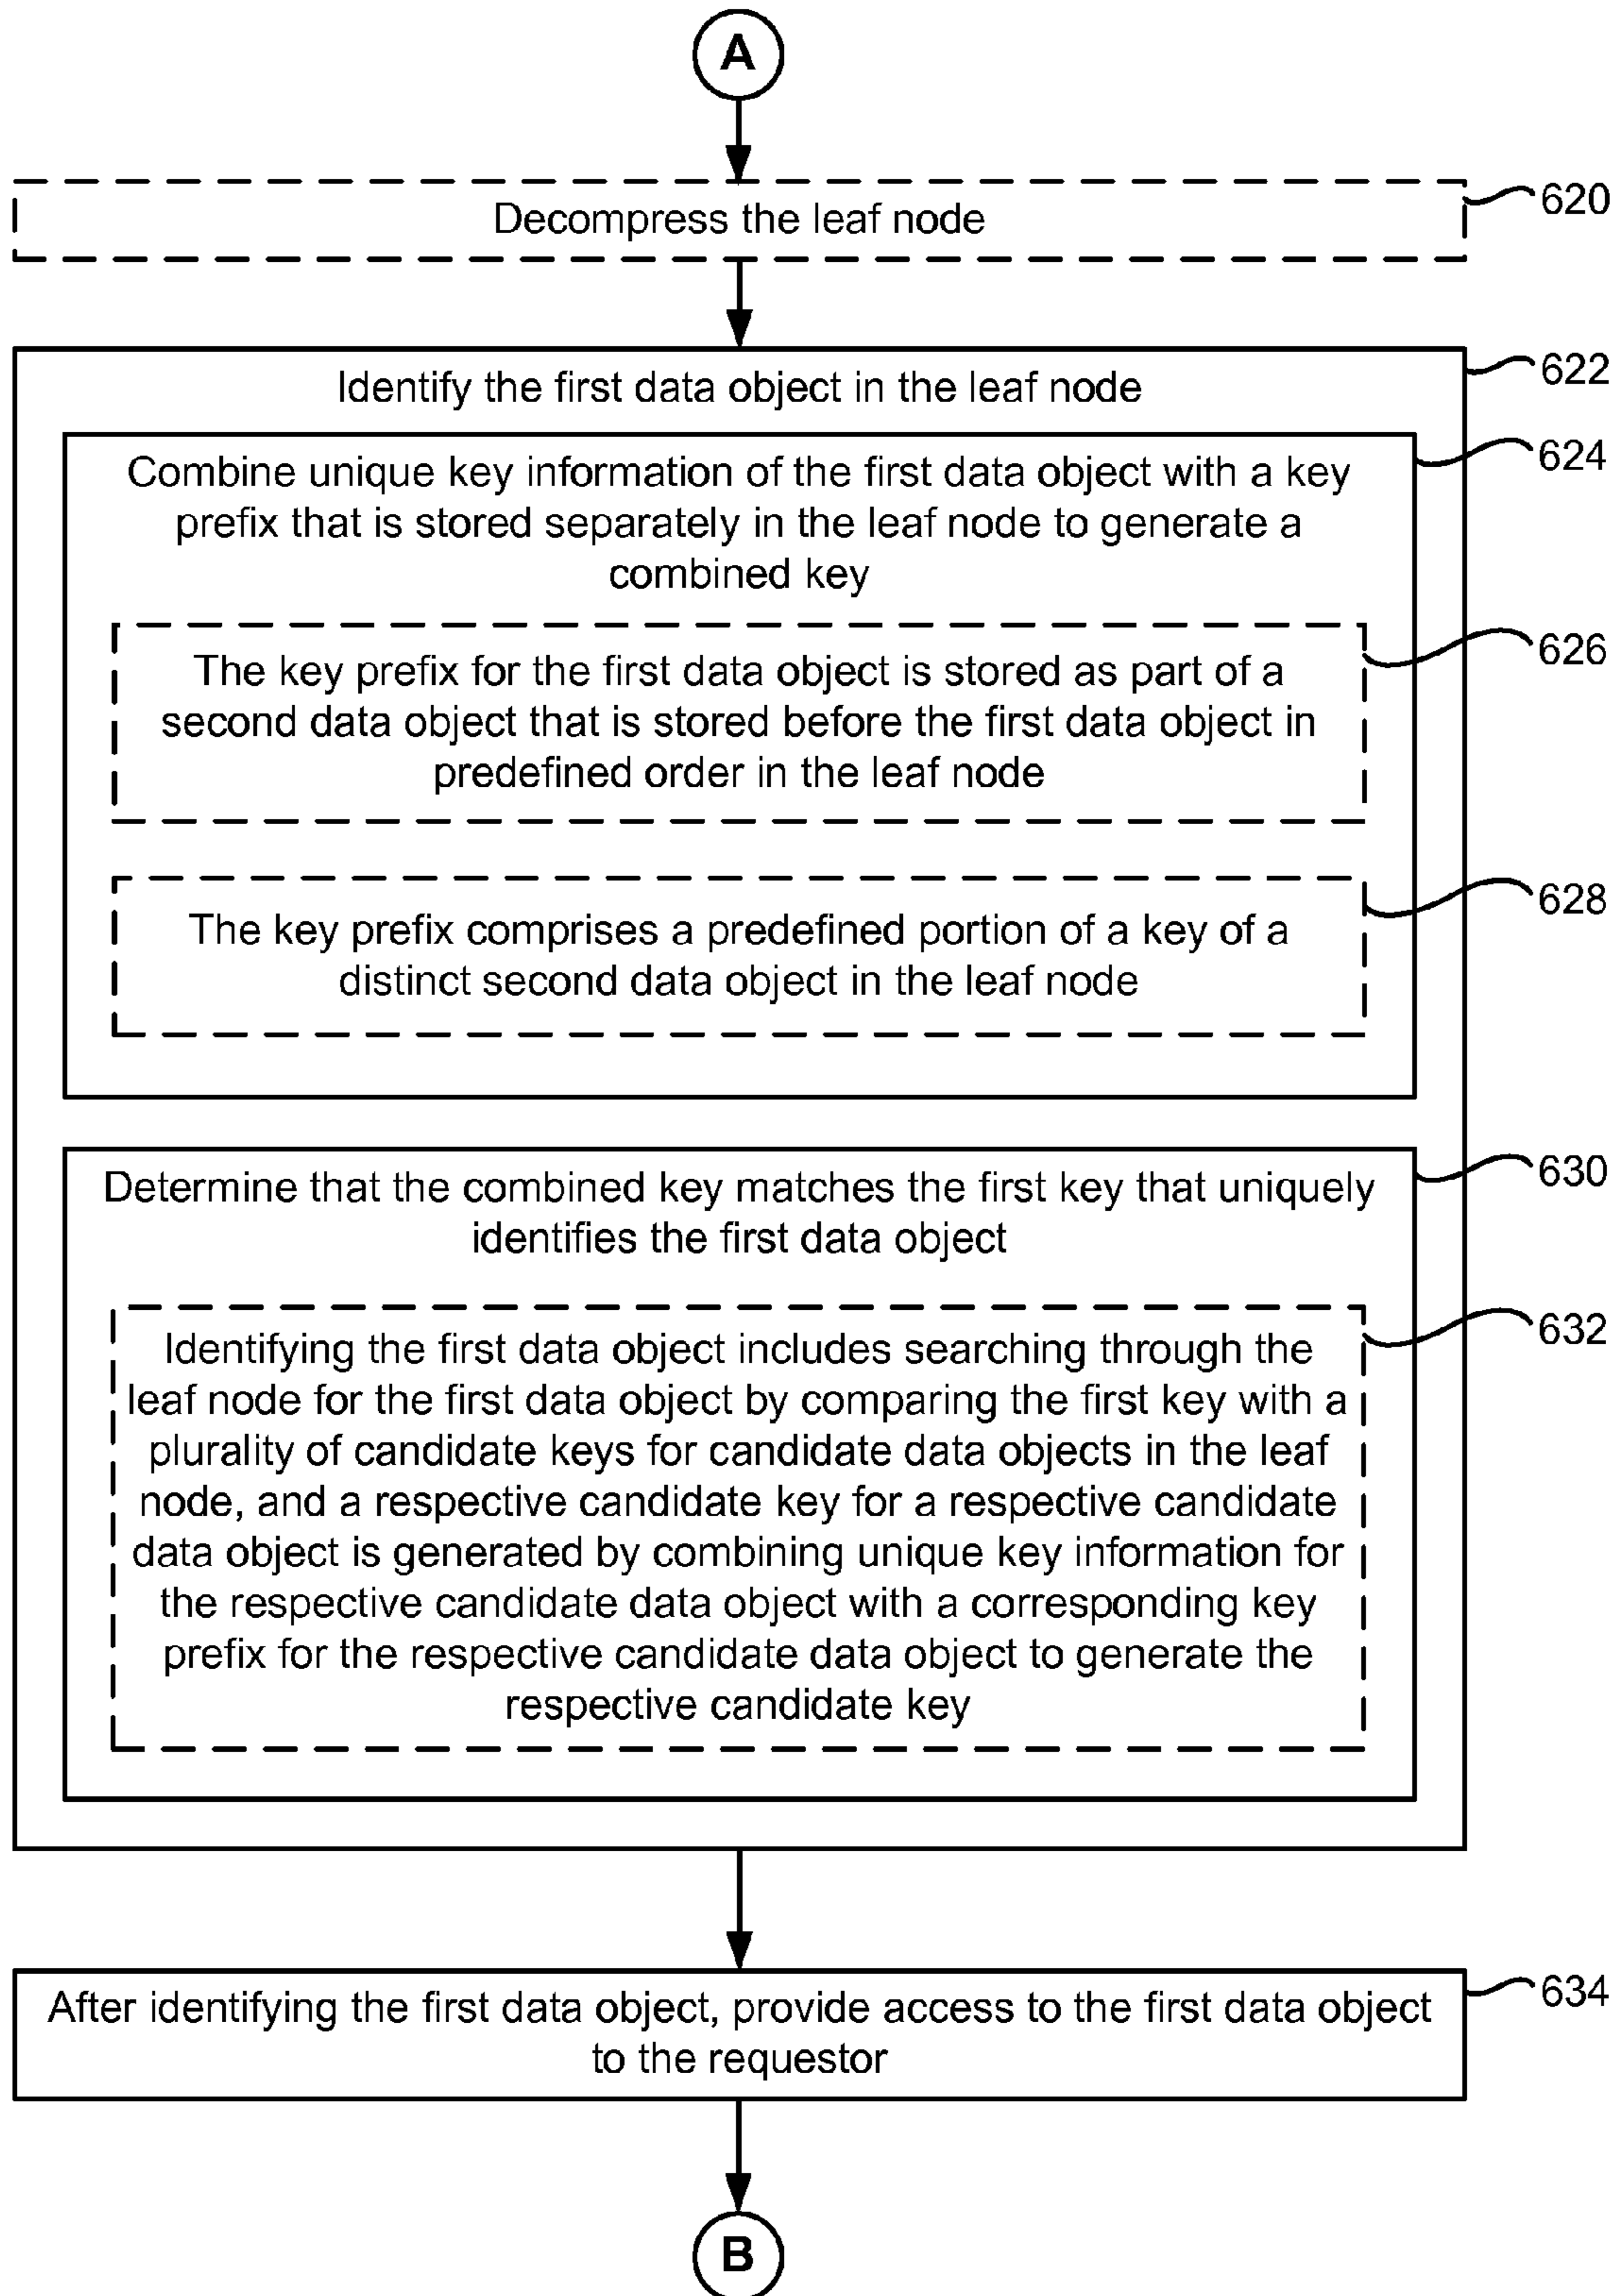 A
Decompress the leaf node
620
Identify the first data object in the leaf node
622
Combine unique key information of the first data object with a key
prefix that is stored separately in the leaf node to generate a
combined key
624
The key prefix for the first data object is stored as part of a
second data object that is stored before the first data object in
predefined order in the leaf node
626
The key prefix comprises a predefined portion of a key of a
distinct second data object in the leaf node
628
Determine that the combined key matches the first key that uniquely
identifies the first data object
630
Identifying the first data object includes searching through the
leaf node for the first data object by comparing the first key with a
plurality of candidate keys for candidate data objects in the leaf
node, and a respective candidate key for a respective candidate
data object is generated by combining unique key information for
the respective candidate data object with a corresponding key
prefix for the respective candidate data object to generate the
respective candidate key
632
After identifying the first data object, provide access to the first data object
to the requestor
634
B